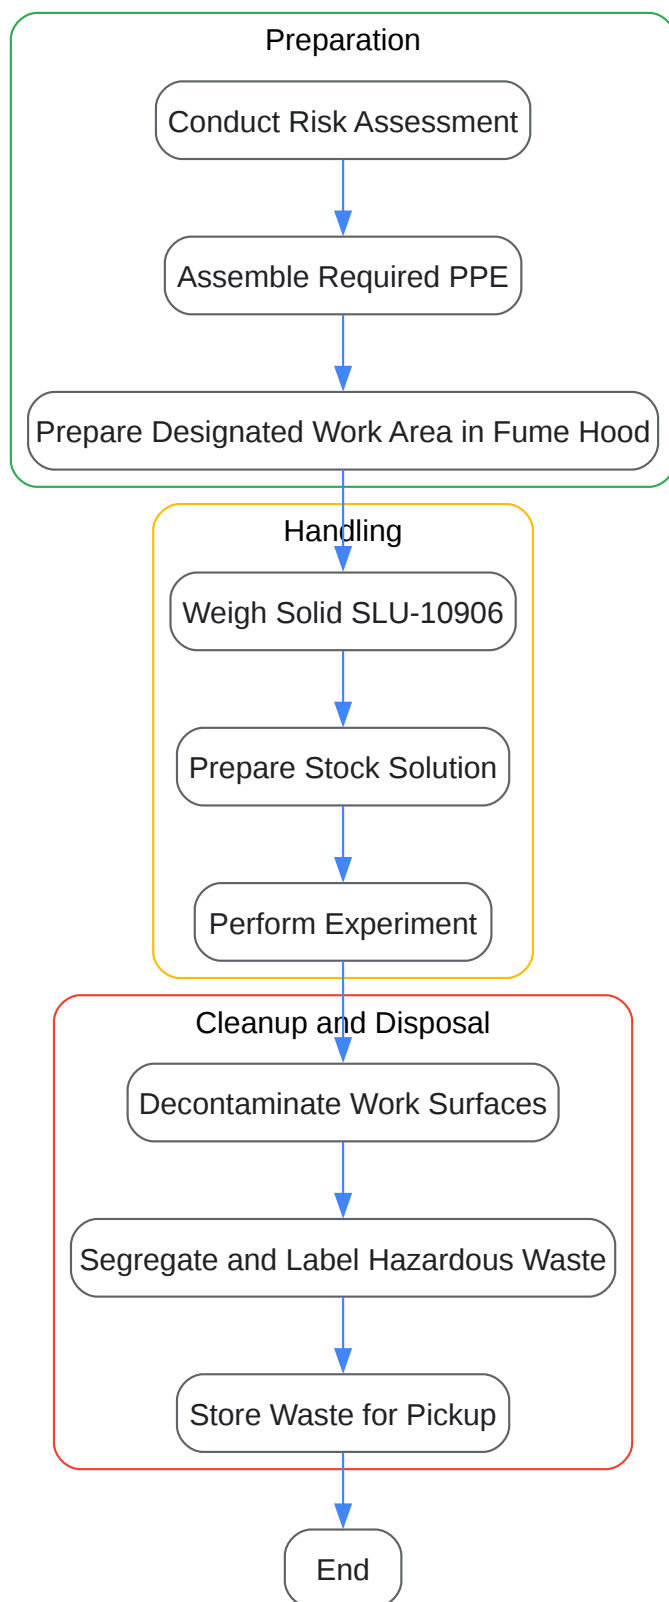 Preparation
Conduct Risk Assessment
Assemble Required PPE
Prepare Designated Work Area in Fume Hood
Handling
Weigh Solid SLU-10906
Prepare Stock Solution
Perform Experiment
Cleanup and Disposal
Decontaminate Work Surfaces
Segregate and Label Hazardous Waste
Store Waste for Pickup
End